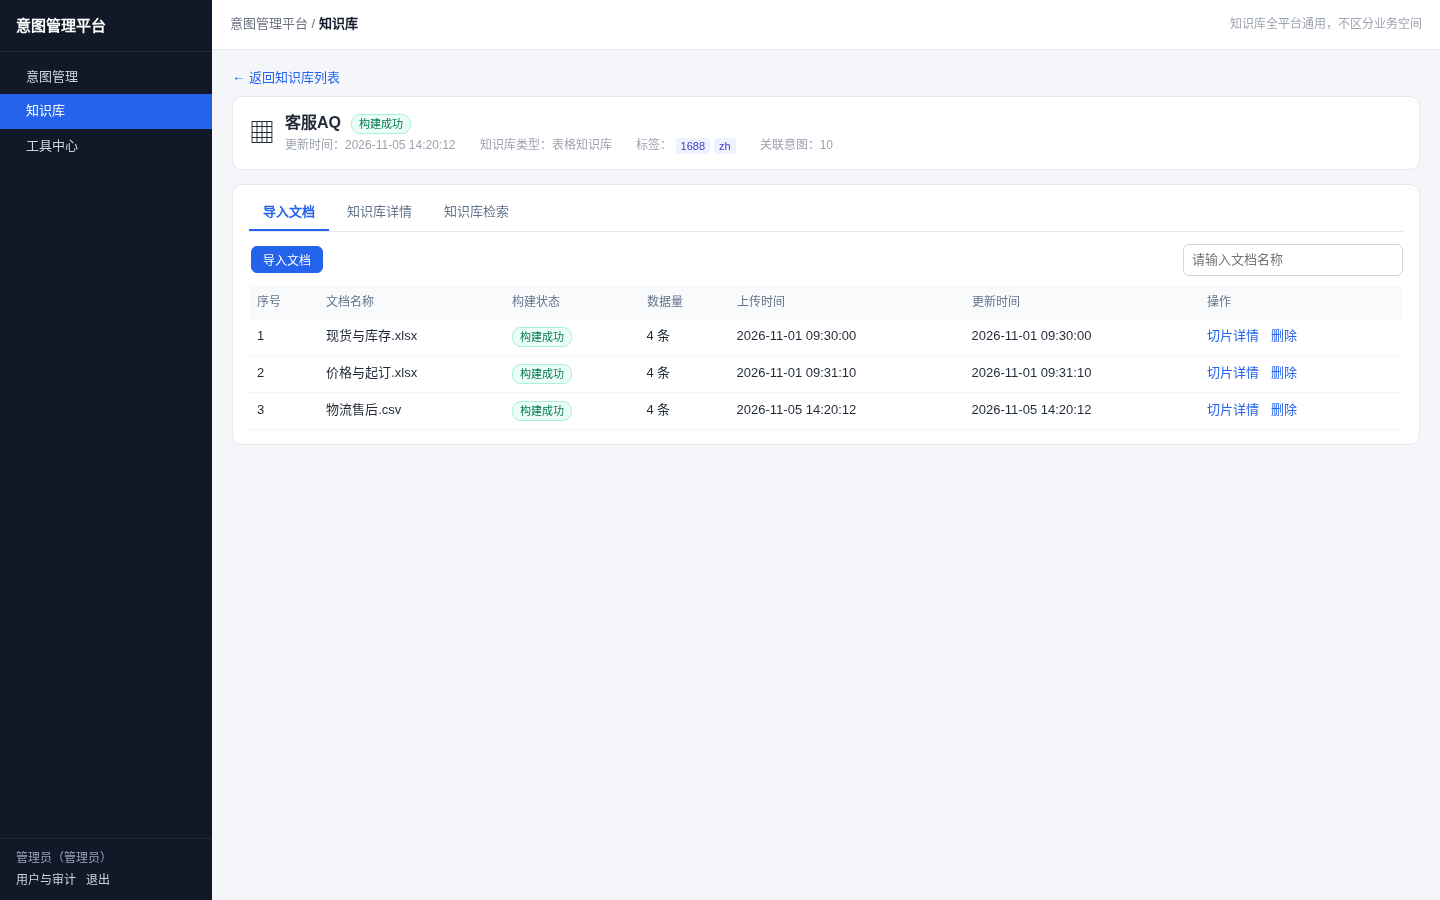 意图管理平台
意图管理
知识库
工具中心
管理员（管理员）
用户与审计 退出
意图管理平台 / 知识库
知识库全平台通用，不区分业务空间
← 返回知识库列表
客服AQ 构建成功
更新时间：2026-11-05 14:20:12 知识库类型：表格知识库 标签： 1688 zh 关联意图：10
导入文档 知识库详情 知识库检索
导入文档 请输入文档名称
序号 文档名称 构建状态 数据量 上传时间 更新时间 操作
1 现货与库存.xlsx 构建成功 4 条 2026-11-01 09:30:00 2026-11-01 09:30:00 切片详情 删除
2 价格与起订.xlsx 构建成功 4 条 2026-11-01 09:31:10 2026-11-01 09:31:10 切片详情 删除
3 物流售后.csv 构建成功 4 条 2026-11-05 14:20:12 2026-11-05 14:20:12 切片详情 删除